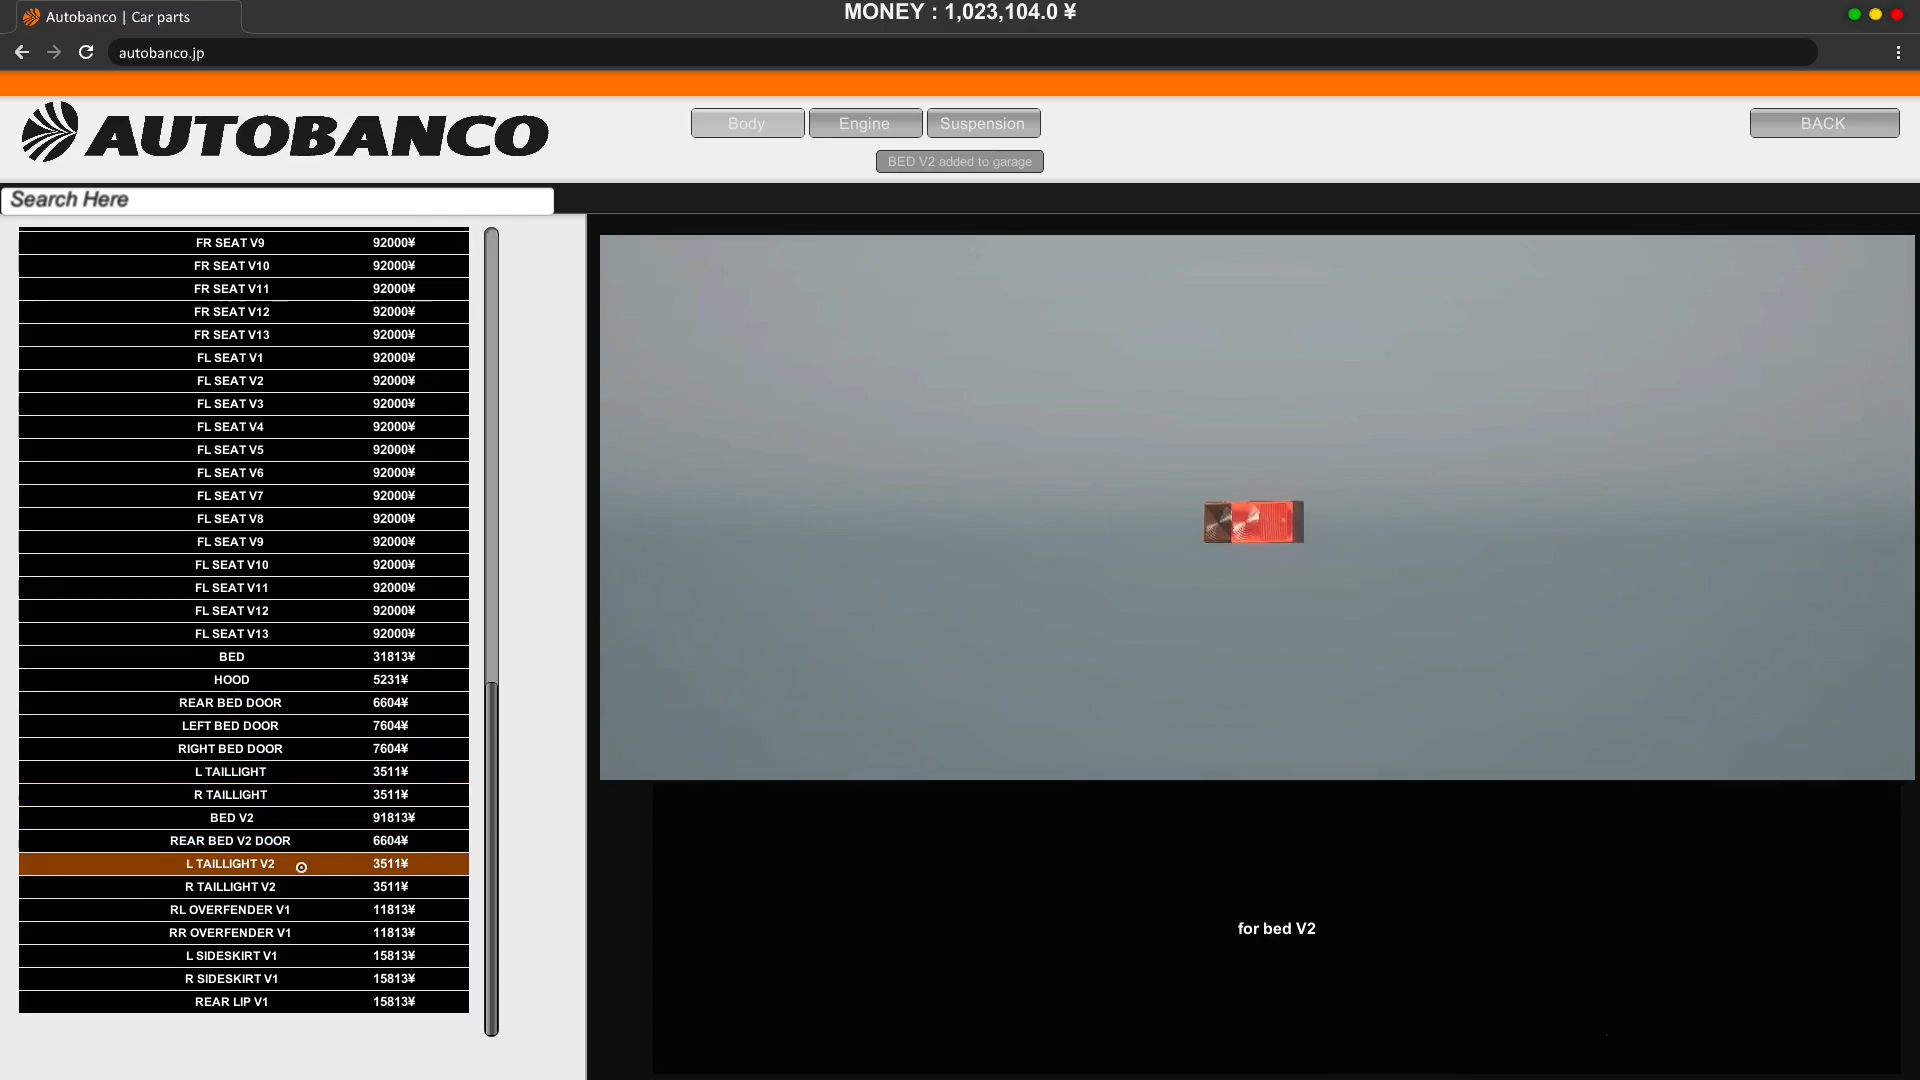 Autobanco | Car parts
MONEY : 1,023,104.0 ¥
autobanco.jp
AUTOBANCO
Body
Engine
Suspension
BACK
BED V2 added to garage
Search Here
FR SEAT V9 92000¥
FR SEAT V10 92000¥
FR SEAT V11 92000¥
FR SEAT V12 92000¥
FR SEAT V13 92000¥
FL SEAT V1 92000¥
FL SEAT V2 92000¥
FL SEAT V3 92000¥
FL SEAT V4 92000¥
FL SEAT V5 92000¥
FL SEAT V6 92000¥
FL SEAT V7 92000¥
FL SEAT V8 92000¥
FL SEAT V9 92000¥
FL SEAT V10 92000¥
FL SEAT V11 92000¥
FL SEAT V12 92000¥
FL SEAT V13 92000¥
BED 31813¥
HOOD 5231¥
REAR BED DOOR 6604¥
LEFT BED DOOR 7604¥
RIGHT BED DOOR 7604¥
L TAILLIGHT 3511¥
R TAILLIGHT 3511¥
BED V2 91813¥
REAR BED V2 DOOR 6604¥
L TAILLIGHT V2 3511¥
R TAILLIGHT V2 3511¥
RL OVERFENDER V1 11813¥
RR OVERFENDER V1 11813¥
L SIDESKIRT V1 15813¥
R SIDESKIRT V1 15813¥
REAR LIP V1 15813¥
for bed V2